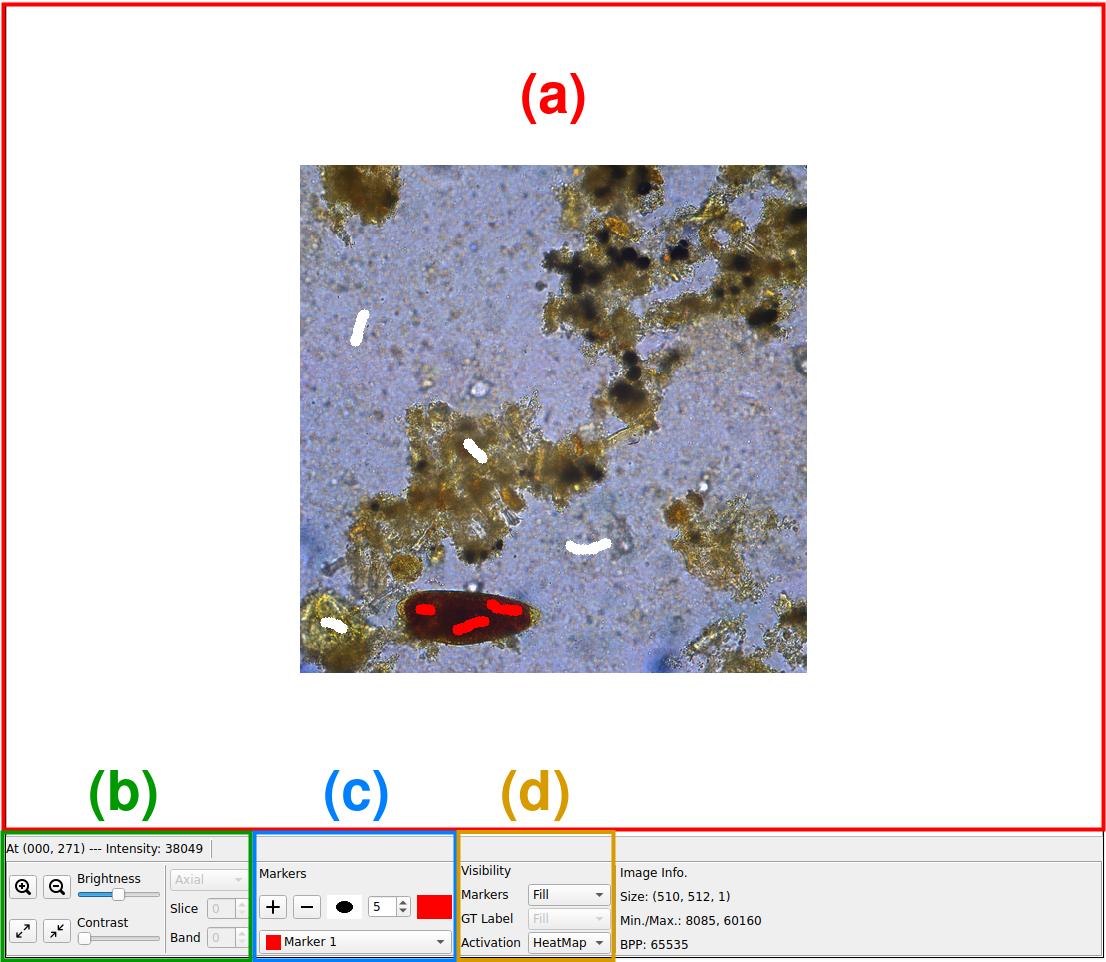 (a)
(b)
(c)
(d)
At (000, 271) --- Intensity: 38049
Brightness
Contrast
Axial
Slice 0
Band 0
Markers
5
Marker 1
Visibility
Markers Fill
GT Label Fill
Activation HeatMap
Image Info.
Size: (510, 512, 1)
Min./Max.: 8085, 60160
BPP: 65535